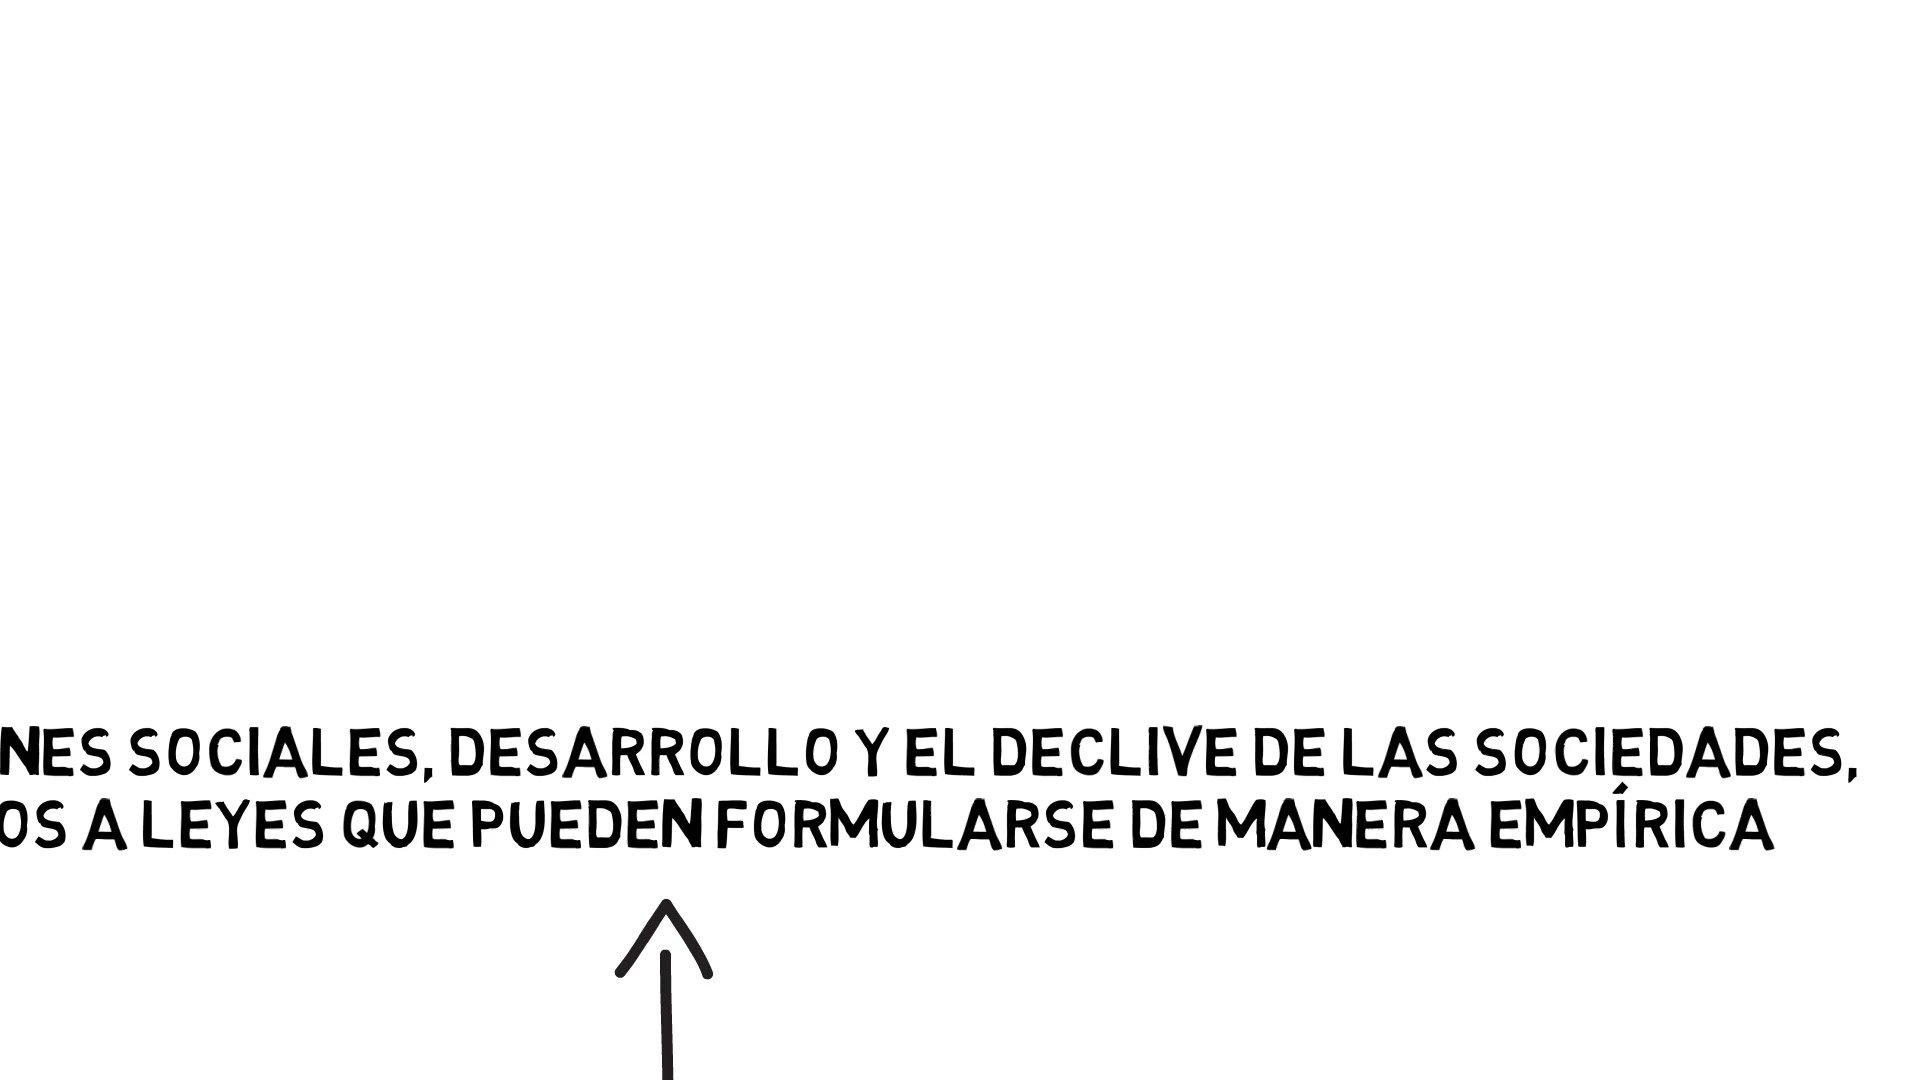 NES SOCIALES, DESARROLLO Y EL DECLIVE DE LAS SOCIEDADES,
OS A LEYES QUE PUEDEN FORMULARSE DE MANERA EMPÍRICA